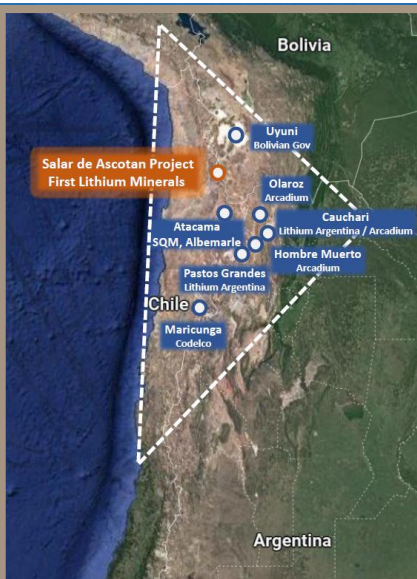 Bolivia
Uyuni
Bolivian Gov
Salar de Ascotan Project
First Lithium Minerals
Olaroz
Arcadium
Atacama
SQM, Albemarle
Cauchari
Lithium Argentina / Arcadium
Hombre Muerto
Arcadium
Pastos Grandes
Lithium Argentina
Chile
Maricunga
Codelco
Argentina